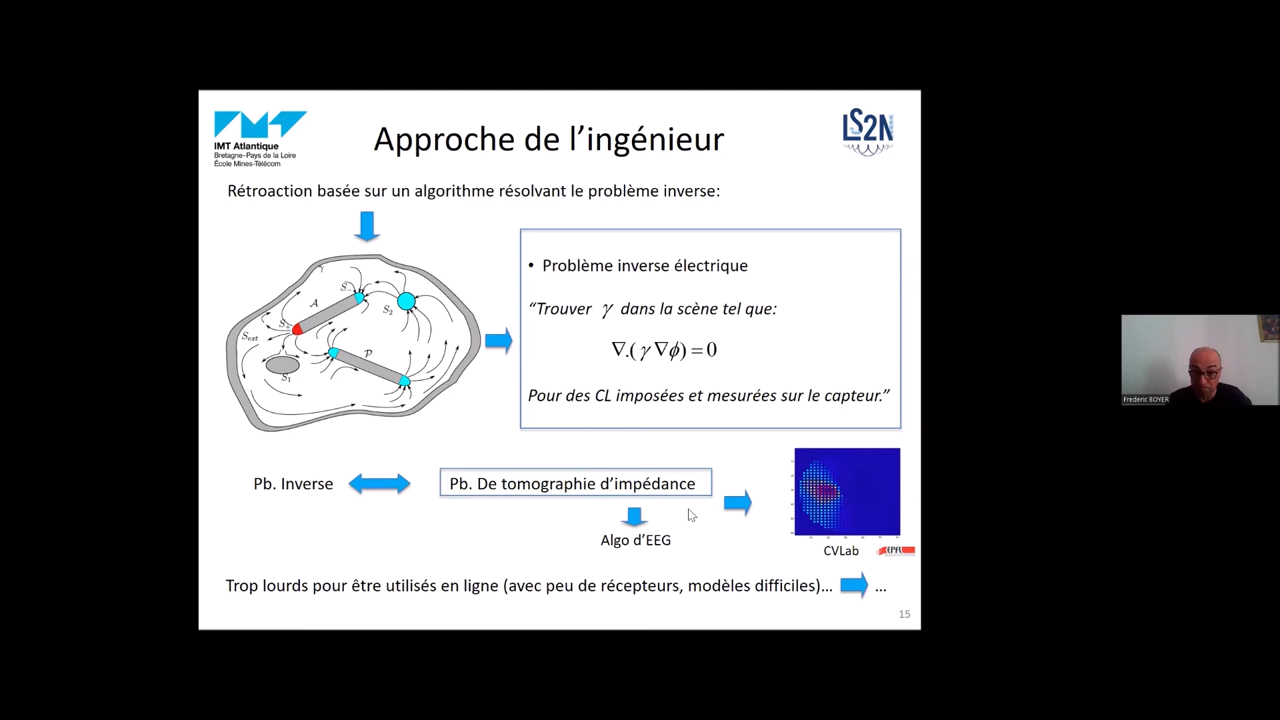 IMT Atlantique
Bretagne-Pays de la Loire
École Mines-Télécom
Approche de l'ingénieur
LS2N
Rétroaction basée sur un algorithme résolvant le problème inverse:
• Problème inverse électrique
“Trouver γ dans la scène tel que:
∇.( γ ∇ϕ) = 0
Pour des CL imposées et mesurées sur le capteur.”
A
S₋
S₂
S₊
S_ext
P
S₁
Frederic BOYER
Pb. Inverse
Pb. De tomographie d'impédance
Algo d'EEG
CVLab
EPFL
Trop lourds pour être utilisés en ligne (avec peu de récepteurs, modèles difficiles)… …
15